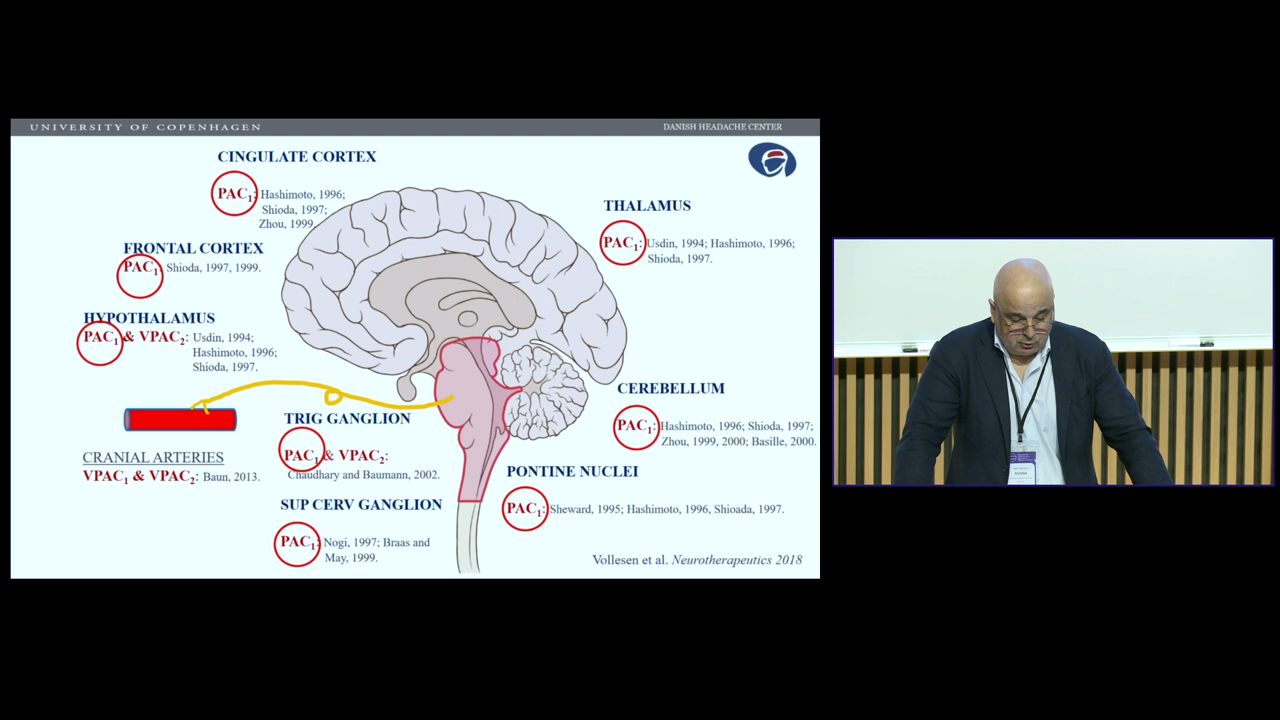 UNIVERSITY OF COPENHAGEN
DANISH HEADACHE CENTER
CINGULATE CORTEX
PAC1: Hashimoto, 1996;
Shioda, 1997;
Zhou, 1999.
FRONTAL CORTEX
PAC1: Shioda, 1997, 1999.
HYPOTHALAMUS
PAC1 & VPAC2: Usdin, 1994;
Hashimoto, 1996;
Shioda, 1997.
CRANIAL ARTERIES
VPAC1 & VPAC2: Baun, 2013.
TRIG GANGLION
PAC1 & VPAC2:
Chaudhary and Baumann, 2002.
SUP CERV GANGLION
PAC1: Nogi, 1997; Braas and
May, 1999.
THALAMUS
PAC1: Usdin, 1994; Hashimoto, 1996;
Shioda, 1997.
CEREBELLUM
PAC1: Hashimoto, 1996; Shioda, 1997;
Zhou, 1999, 2000; Basille, 2000.
PONTINE NUCLEI
PAC1: Sheward, 1995; Hashimoto, 1996, Shioada, 1997.
Vollesen et al. Neurotherapeutics 2018